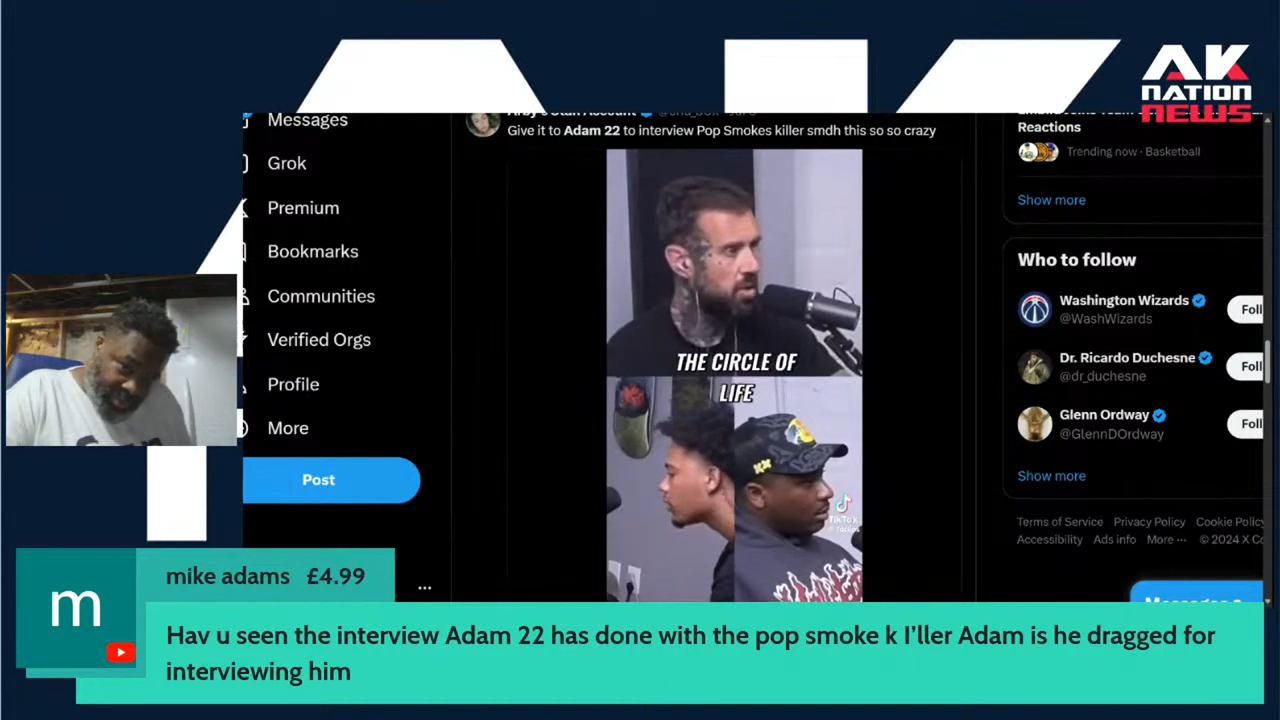 AK
NATION
NEWS
Messages
Grok
Premium
Bookmarks
Communities
Verified Orgs
Profile
More
Post
Give it to Adam 22 to interview Pop Smokes killer smdh this so so crazy
THE CIRCLE OF
LIFE
TikTok
Reactions
Trending now · Basketball
Show more
Who to follow
Washington Wizards
@WashWizards
Foll
Dr. Ricardo Duchesne
@dr_duchesne
Foll
Glenn Ordway
@GlennDOrdway
Foll
Show more
Terms of Service Privacy Policy Cookie Policy
Accessibility Ads info More ··· © 2024 X Co
m
mike adams £4.99
Hav u seen the interview Adam 22 has done with the pop smoke k I’ller Adam is he dragged for
interviewing him